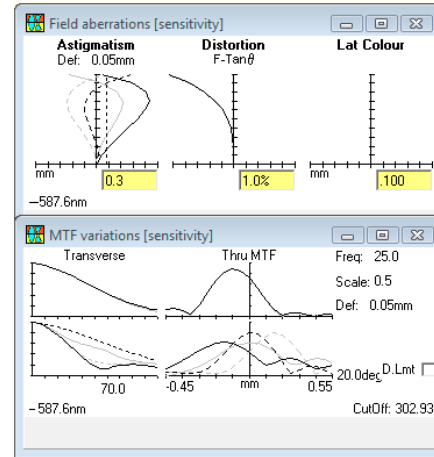 Field aberrations [sensitivity]
Astigmatism Distortion Lat Colour
Def: 0.05mm F-Tanθ
mm 0.3 1.0% mm .100
–587.6nm
MTF variations [sensitivity]
Transverse Thru MTF Freq: 25.0
Scale: 0.5
Def: 0.05mm
20.0deg D.Lmt
70.0 -0.45 mm 0.55
–587.6nm CutOff: 302.93